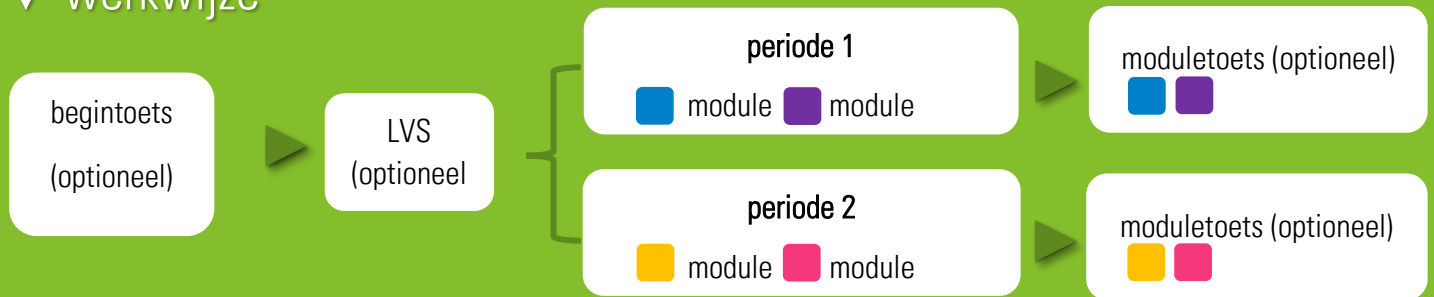 werkwijze
begintoets
(optioneel)
LVS
(optioneel
periode 1
module module
moduletoets (optioneel)
periode 2
module module
moduletoets (optioneel)